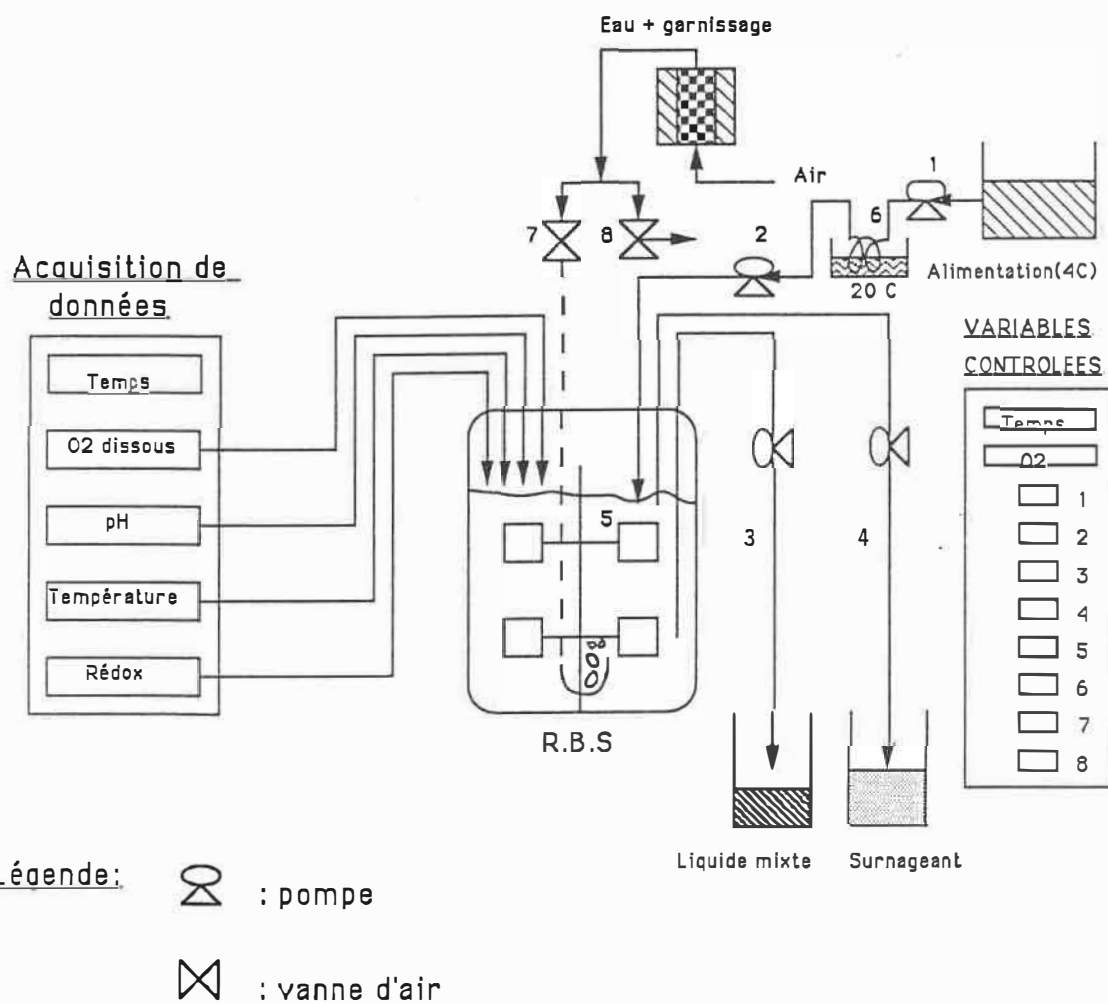 Eau + garnissage
Air
1
6
2
7
8
20 C
Alimentation(4C)
Acquisition de
données
Temps
O2 dissous
pH
Température
Rédox
5
3
4
R.B.S
Liquide mixte
Surnageant
VARIABLES
CONTROLEES
Temps
O2
1
2
3
4
5
6
7
8
Légende:
: pompe
: vanne d'air